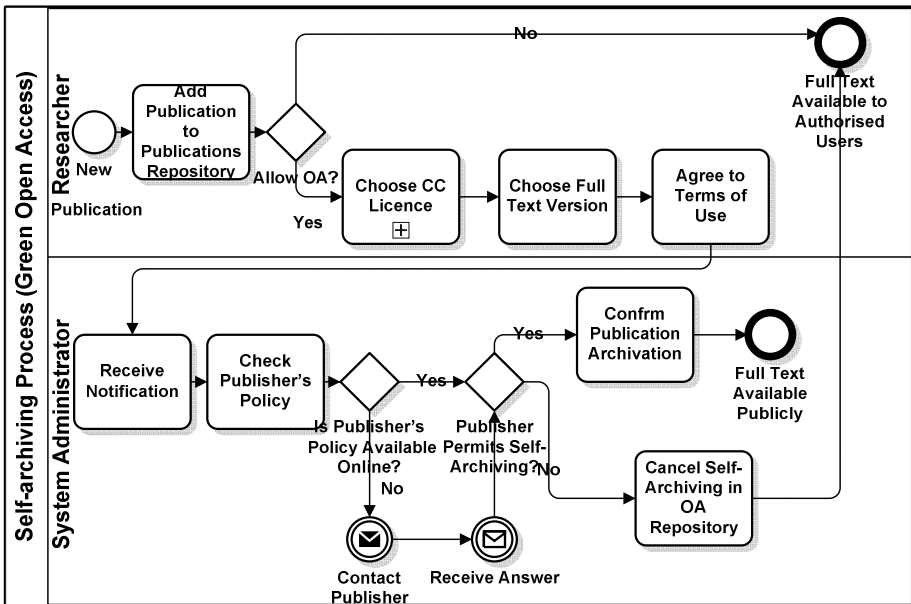 Self-archiving Process (Green Open Access)
Researcher
New
Publication
Add
Publication
to
Publications
Repository
Allow OA?
No
Yes
Choose CC
Licence
Choose Full
Text Version
Agree to
Terms of
Use
Full Text
Available to
Authorised
Users
System Administrator
Receive
Notification
Check
Publisher's
Policy
Is Publisher's
Policy Available
Online?
Yes
No
Contact
Publisher
Receive Answer
Publisher
Permits Self-
Archiving?
Yes
No
Confrm
Publication
Archivation
Full Text
Available
Publicly
Cancel Self-
Archiving in
OA
Repository